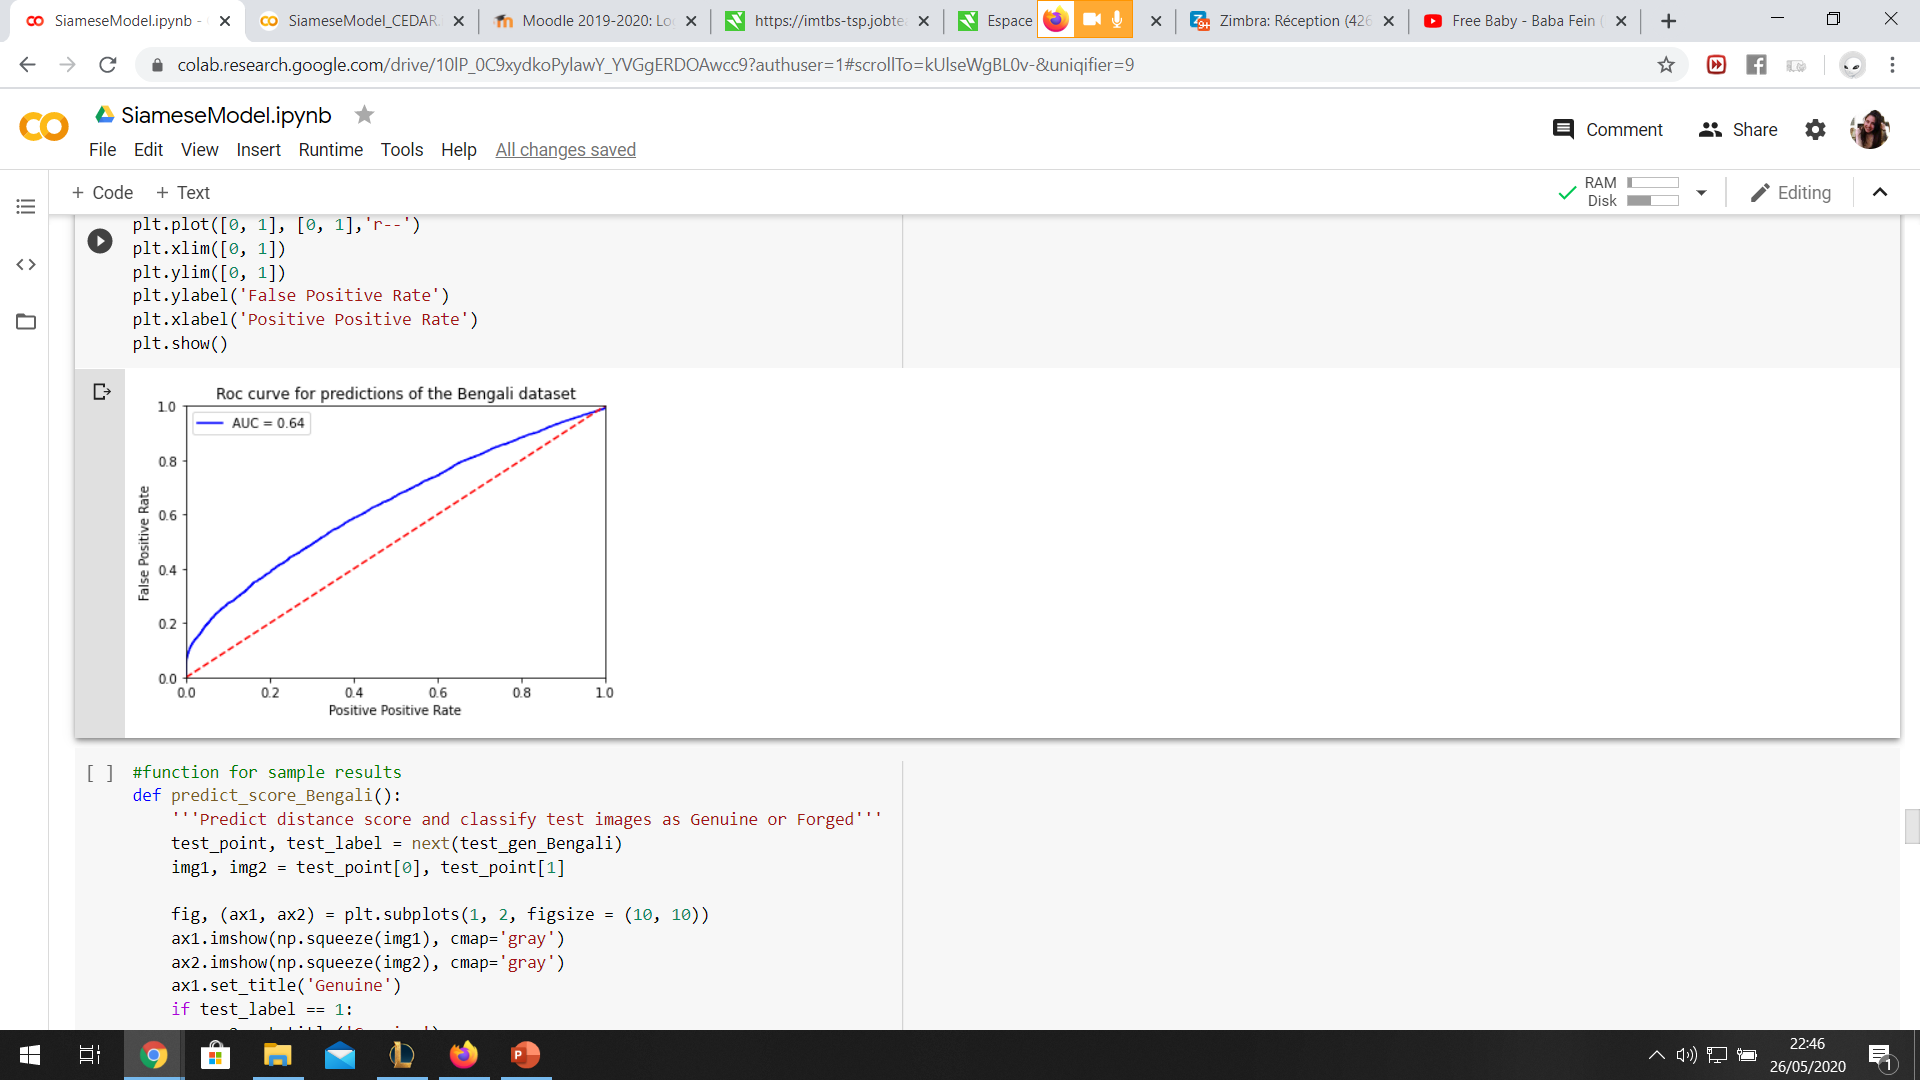 SiameseModel.ipynb -
SiameseModel_CEDAR.
Moodle 2019-2020: Lo
https://imtbs-tsp.jobte
Espace
Zimbra: Réception (426
Free Baby - Baba Fein (
colab.research.google.com/drive/10lP_0C9xydkoPylawY_YVGgERDOAwcc9?authuser=1#scrollTo=kUlseWgBL0v-&uniqifier=9
CO
SiameseModel.ipynb
Comment
Share
File Edit View Insert Runtime Tools Help All changes saved
+ Code + Text
RAM
Disk
Editing
plt.plot([0, 1], [0, 1],'r--')
plt.xlim([0, 1])
plt.ylim([0, 1])
plt.ylabel('False Positive Rate')
plt.xlabel('Positive Positive Rate')
plt.show()
Roc curve for predictions of the Bengali dataset
AUC = 0.64
1.0
0.8
0.6
0.4
0.2
0.0
False Positive Rate
0.0 0.2 0.4 0.6 0.8 1.0
Positive Positive Rate
[ ] #function for sample results
def predict_score_Bengali():
'''Predict distance score and classify test images as Genuine or Forged'''
test_point, test_label = next(test_gen_Bengali)
img1, img2 = test_point[0], test_point[1]
fig, (ax1, ax2) = plt.subplots(1, 2, figsize = (10, 10))
ax1.imshow(np.squeeze(img1), cmap='gray')
ax2.imshow(np.squeeze(img2), cmap='gray')
ax1.set_title('Genuine')
if test_label == 1:
22:46
26/05/2020
1